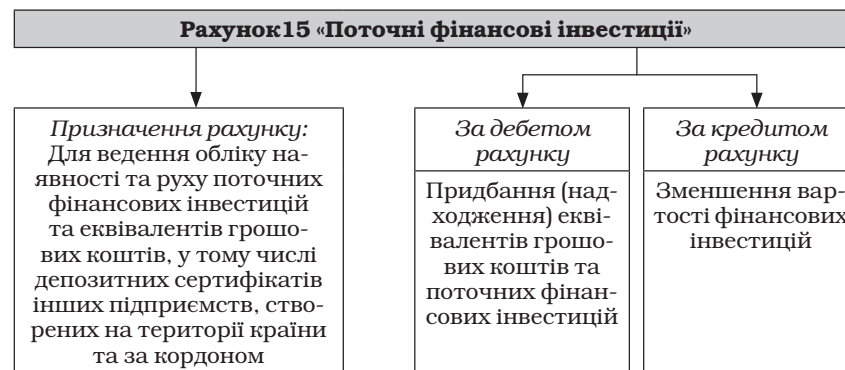 Рахунок 15 «Поточні фінансові інвестиції»
Призначення рахунку:
Для ведення обліку на-
явності та руху поточних
фінансових інвестицій
та еквівалентів грошо-
вих коштів, у тому числі
депозитних сертифікатів
інших підприємств, ство-
рених на території країни
та за кордоном
За дебетом
рахунку
Придбання (над-
ходження) екві-
валентів грошо-
вих коштів та
поточних фінан-
сових інвестицій
За кредитом
рахунку
Зменшення вар-
тості фінансових
інвестицій